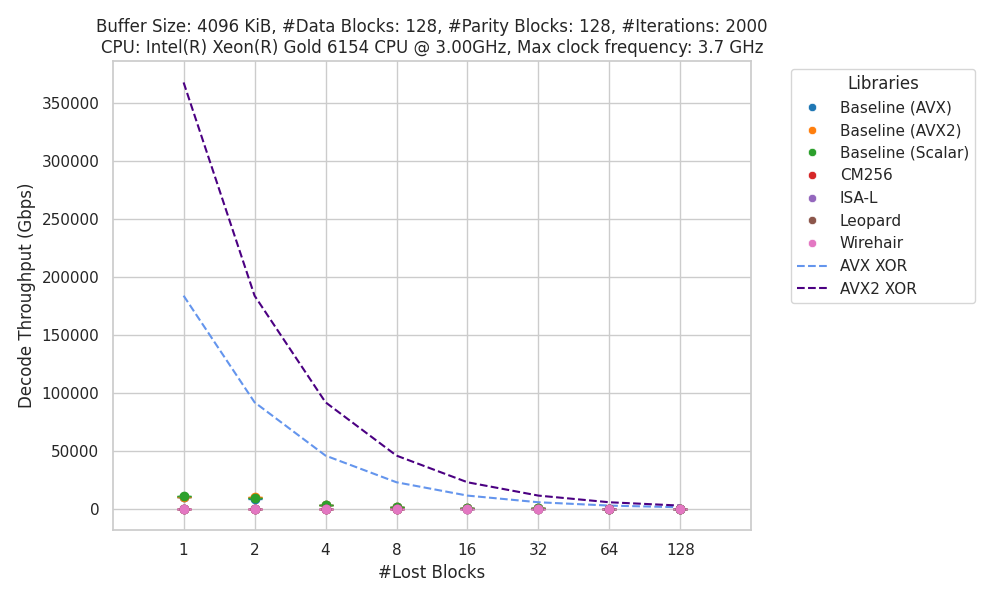 Buffer Size: 4096 KiB, #Data Blocks: 128, #Parity Blocks: 128, #Iterations: 2000
CPU: Intel(R) Xeon(R) Gold 6154 CPU @ 3.00GHz, Max clock frequency: 3.7 GHz
Decode Throughput (Gbps)
350000
300000
250000
200000
150000
100000
50000
0
1 2 4 8 16 32 64 128
#Lost Blocks
Libraries
Baseline (AVX)
Baseline (AVX2)
Baseline (Scalar)
CM256
ISA-L
Leopard
Wirehair
AVX XOR
AVX2 XOR